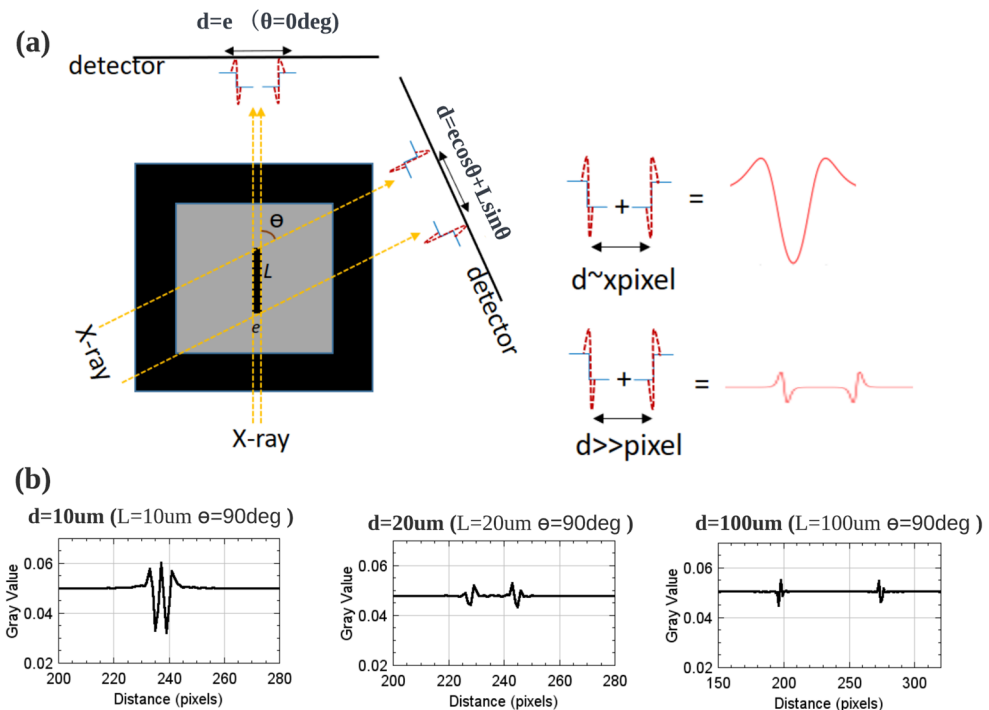 (a)
d=e （θ=0deg)
detector
d=ecosθ+Lsinθ
detector
ɵ
L
e
X-ray
X-ray
+
=
d~xpixel
+
=
d>>pixel
(b)
d=10um (L=10um ɵ=90deg )
Gray Value
0.06
0.04
0.02
200 220 240 260 280
Distance (pixels)
d=20um (L=20um ɵ=90deg )
Gray Value
0.06
0.04
0.02
200 220 240 260 280
Distance (pixels)
d=100um (L=100um ɵ=90deg )
Gray Value
0.06
0.04
0.02
150 200 250 300
Distance (pixels)